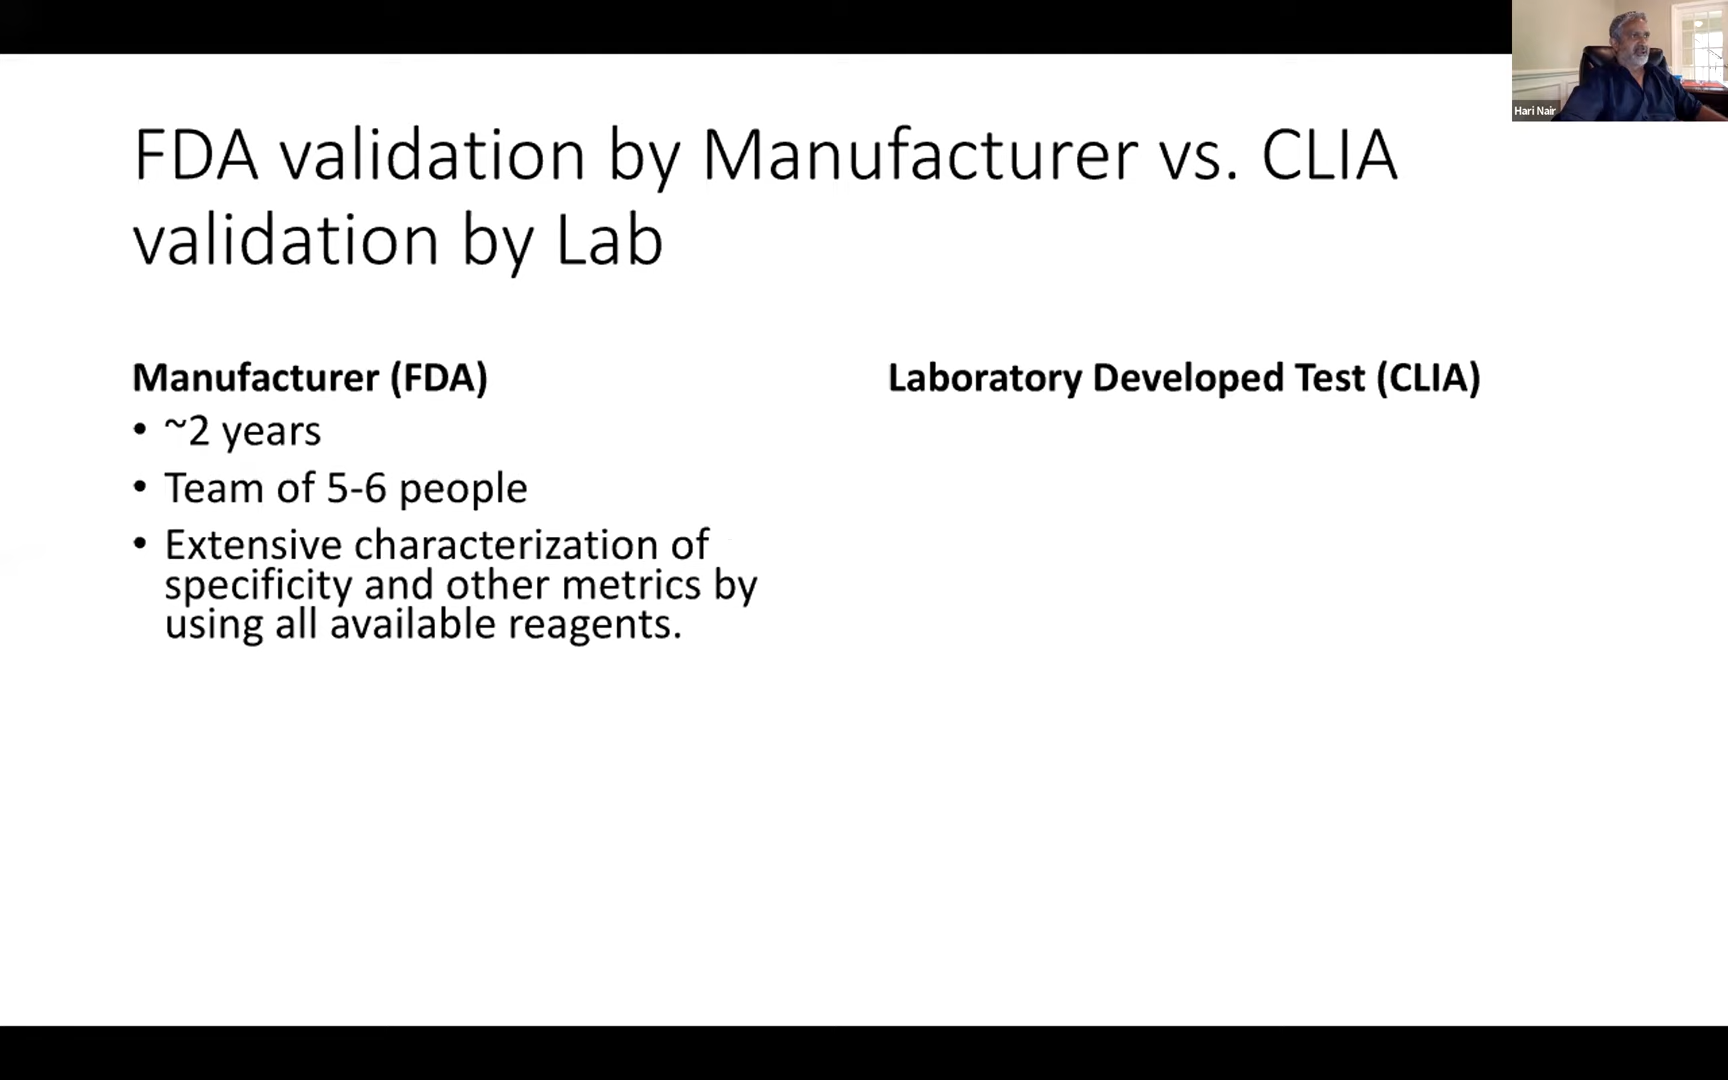 Hari Nair
FDA validation by Manufacturer vs. CLIA
validation by Lab
Manufacturer (FDA)
• ~2 years
• Team of 5-6 people
• Extensive characterization of
specificity and other metrics by
using all available reagents.
Laboratory Developed Test (CLIA)